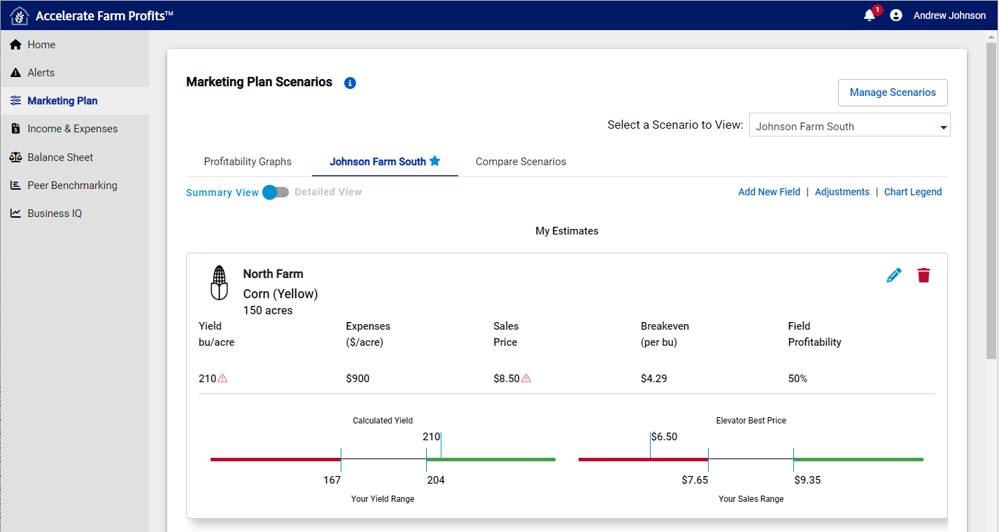 Accelerate Farm Profits™
1
Andrew Johnson
Home
Alerts
Marketing Plan
Income & Expenses
Balance Sheet
Peer Benchmarking
Business IQ
Marketing Plan Scenarios
Manage Scenarios
Select a Scenario to View: Johnson Farm South
Profitability Graphs Johnson Farm South Compare Scenarios
Summary View Detailed View Add New Field | Adjustments | Chart Legend
My Estimates
North Farm
Corn (Yellow)
150 acres
Yield Expenses Sales Breakeven Field
bu/acre ($/acre) Price (per bu) Profitability
210 $900 $8.50 $4.29 50%
Calculated Yield Elevator Best Price
210 $6.50
167 204 $7.65 $9.35
Your Yield Range Your Sales Range